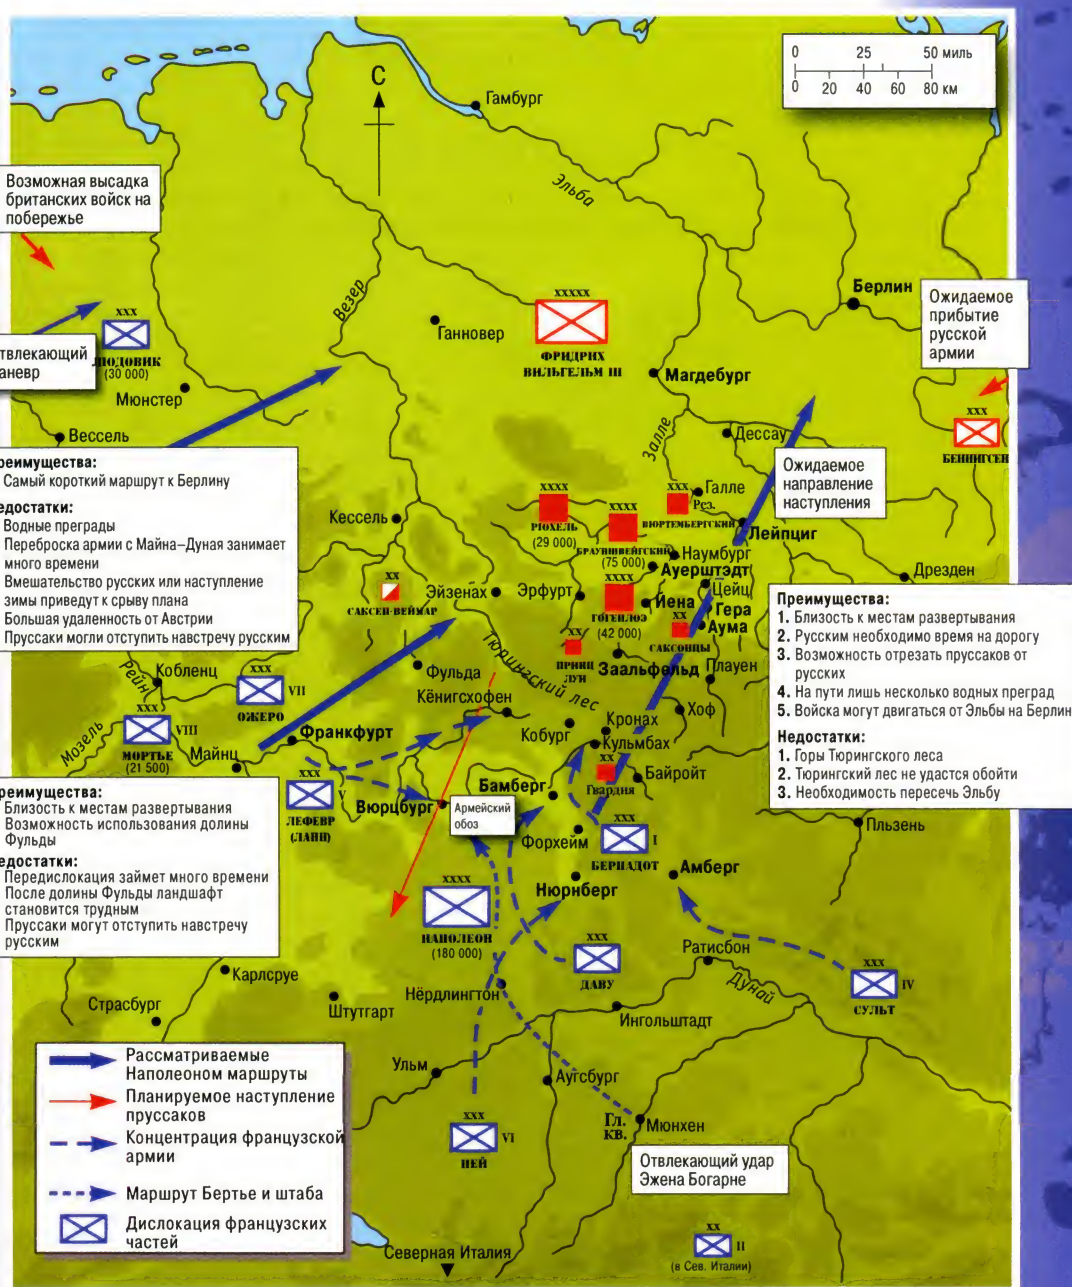 0 25 50 миль
0 20 40 60 80 км
С
Гамбург
Эльба
Возможная высадка
британских войск на
побережье
Везер
Берлин
Ожидаемое
прибытие
русской
армии
XXX
ЛЮДОВИК
(30 000)
Ганновер
XXXXX
ФРИДРИХ
ВИЛЬГЕЛЬМ III
Мюнстер
Магдебург
Вессель
XXX
БЕННИГСЕН
Дессау
Залле
Ожидаемое
направление
наступления
Самый короткий маршрут к Берлину
Водные преграды
Переброска армии с Майна–Дуная занимает
много времени
Вмешательство русских или наступление
зимы приведут к срыву плана
Большая удаленность от Австрии
Пруссаки могли отступить навстречу русским
Кессель
XXXX
РЮХЕЛЬ
(29 000)
XXXX
БРАУНШВЕЙГСКИЙ
(75 000)
XXX
Рез.
ВЮРТЕМБЕРГСКИЙ
Галле
Лейпциг
Наумбург
Ауерштэдт
Дрезден
XX
САКСЕН-ВЕЙМАР
Эйзенах
Эрфурт
XXXX
ГОГЕНЛОЭ
(42 000)
Йена
Цейц
Гера
Аума
XX
САКСОНЦЫ
XX
ПРИНЦ
ЛУИ
Заальфельд
Плауен
Преимущества:
1. Близость к местам развертывания
2. Русским необходимо время на дорогу
3. Возможность отрезать пруссаков от
русских
4. На пути лишь несколько водных преград
5. Войска могут двигаться от Эльбы на Берлин
Недостатки:
1. Горы Тюрингского леса
2. Тюрингский лес не удастся обойти
3. Необходимость пересечь Эльбу
Рейн
Кобленц
Мозель
XXX
VII
ОЖЕРО
XXX
VIII
МОРТЬЕ
(21 500)
Майнц
Франкфурт
Фульда
Тюрингский лес
Кёнигсхофен
Кобург
Кронах
Кульмбах
Хоф
XX
Гвардия
Байройт
Бамберг
XXX
V
ЛЕФЕВР
(ЛАНН)
Вюрцбург
Армейский
обоз
Форхейм
XXX
I
БЕРНАДОТ
Пльзень
Близость к местам развертывания
Возможность использования долины
Фульды
Передислокация займет много времени
После долины Фульды ландшафт
становится трудным
Пруссаки могут отступить навстречу
русским
Нюрнберг
Амберг
XXXX
НАПОЛЕОН
(180 000)
XXX
ДАВУ
Ратисбон
Дунай
XXX
IV
СУЛЬТ
Карлсруе
Страсбург
Штутгарт
Нёрдлингтон
Ингольштадт
Ульм
Аугсбург
XXX
VI
НЕЙ
Гл.
КВ.
Мюнхен
Отвлекающий удар
Эжена Богарне
XX
II
(в Сев. Италии)
Северная Италия
Рассматриваемые
Наполеоном маршруты
Планируемое наступление
пруссаков
Концентрация французской
армии
Маршрут Бертье и штаба
Дислокация французских
частей